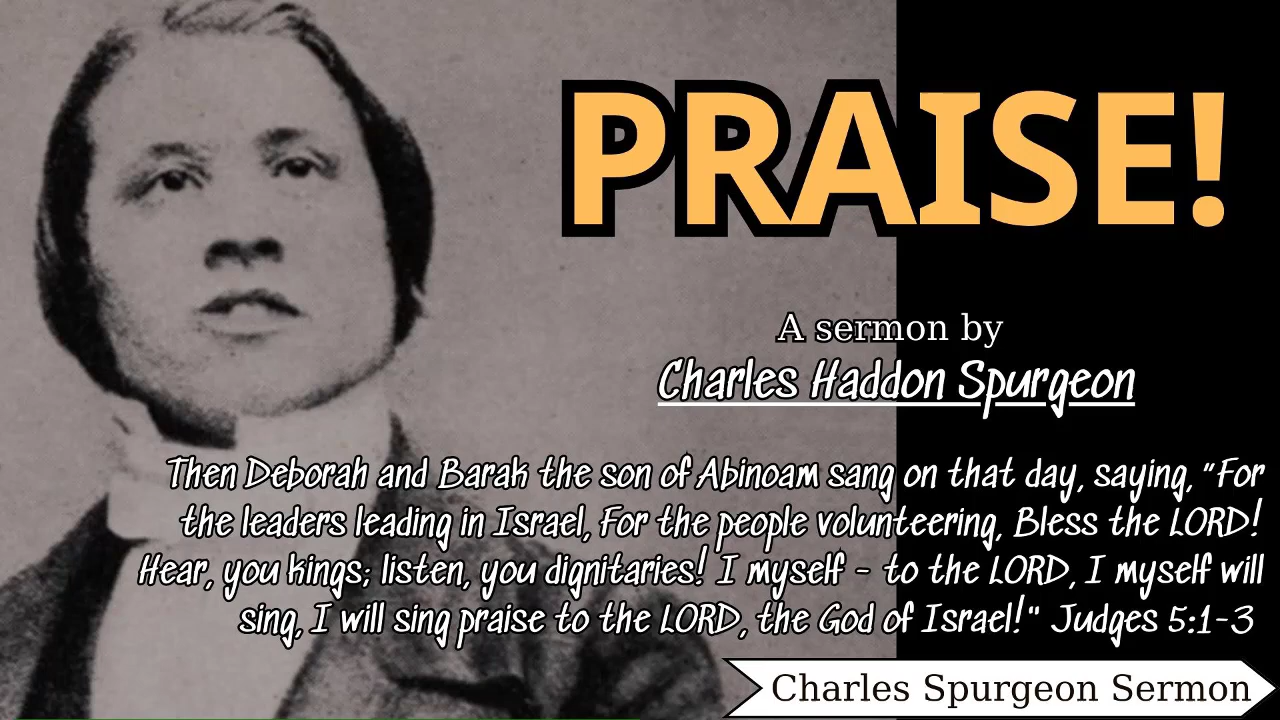 PRAISE!
A sermon by
Charles Haddon Spurgeon
Then Deborah and Barak the son of Abinoam sang on that day, saying, "For
the leaders leading in Israel, For the people volunteering, Bless the LORD!
Hear, you kings; listen, you dignitaries! I myself - to the LORD, I myself will
sing, I will sing praise to the LORD, the God of Israel!" Judges 5:1-3
Charles Spurgeon Sermon